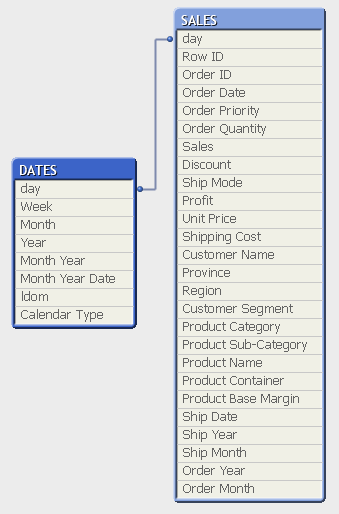 SALES
day
Row ID
Order ID
Order Date
Order Priority
Order Quantity
Sales
Discount
Ship Mode
Profit
Unit Price
Shipping Cost
Customer Name
Province
Region
Customer Segment
Product Category
Product Sub-Category
Product Name
Product Container
Product Base Margin
Ship Date
Ship Year
Ship Month
Order Year
Order Month
DATES
day
Week
Month
Year
Month Year
Month Year Date
Idom
Calendar Type